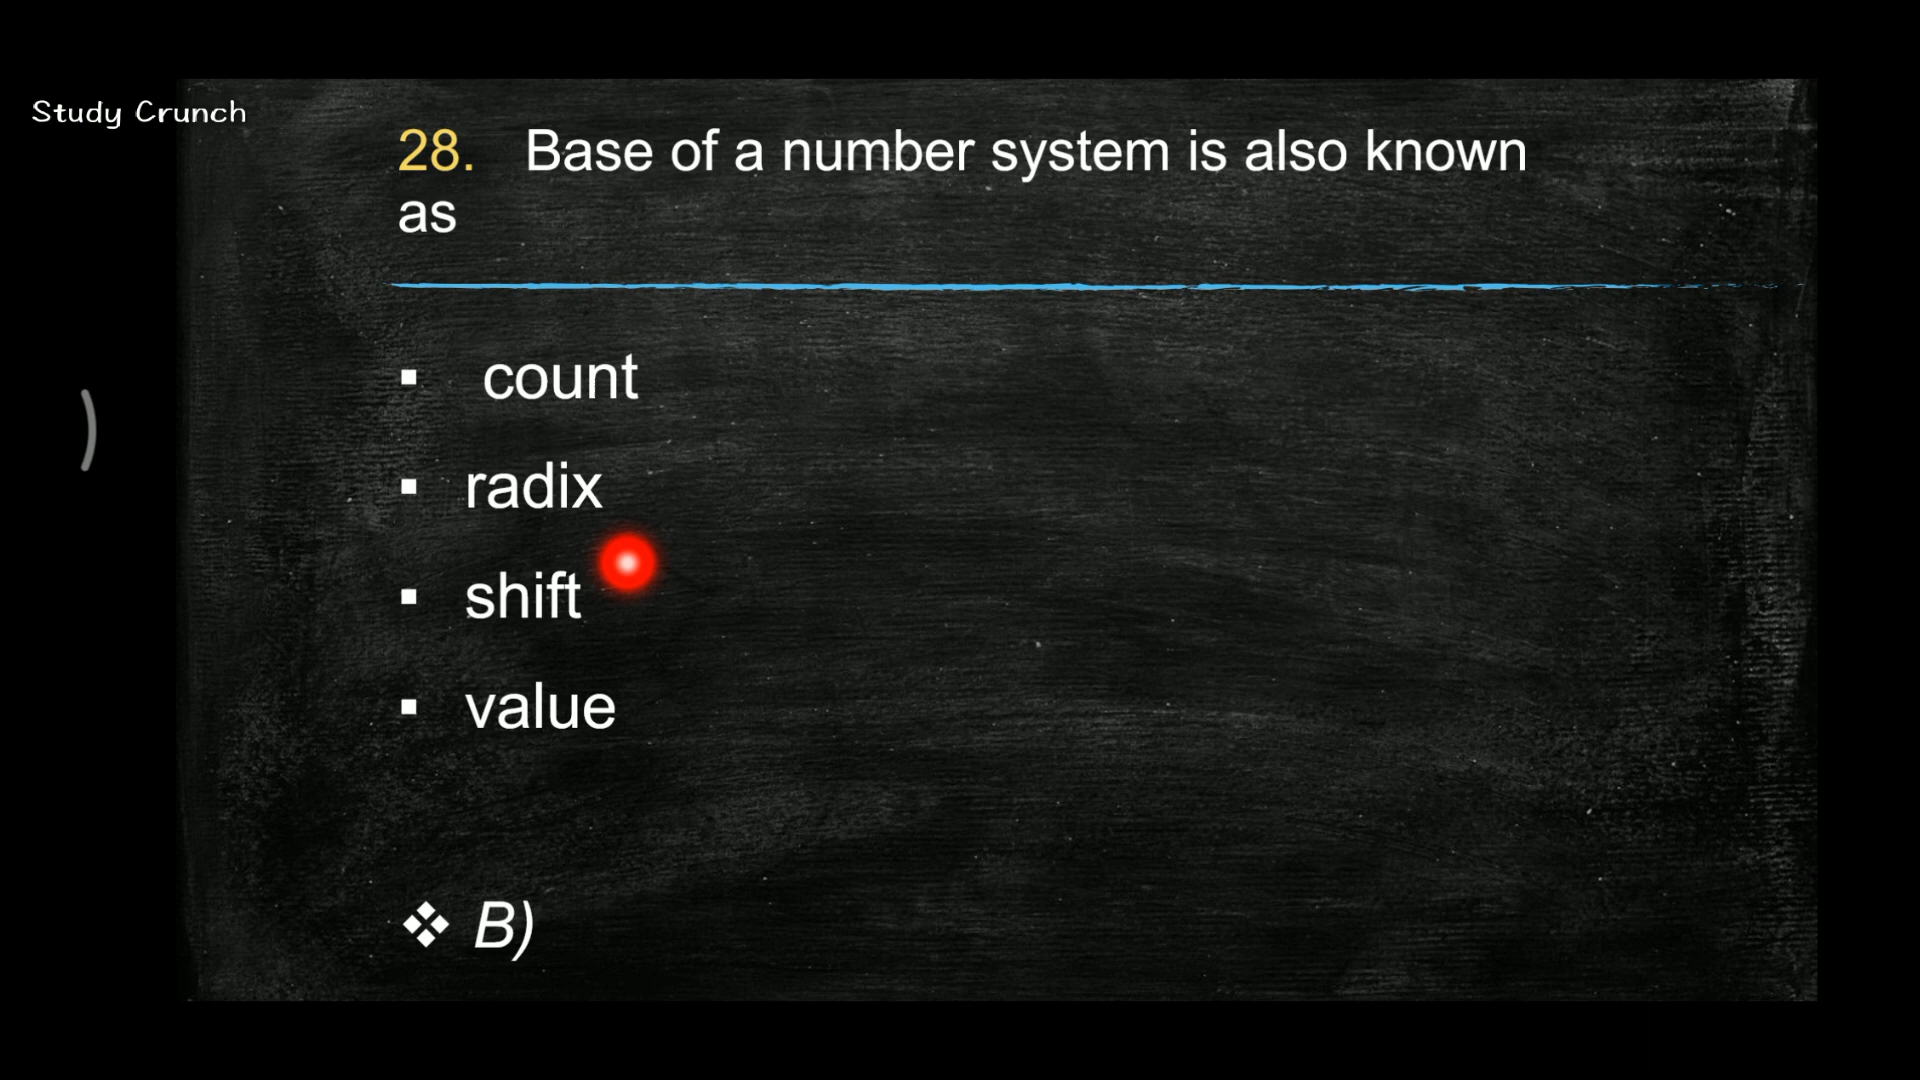 Study Crunch
28. Base of a number system is also known
as
▪ count
▪ radix
▪ shift
▪ value
❖ B)